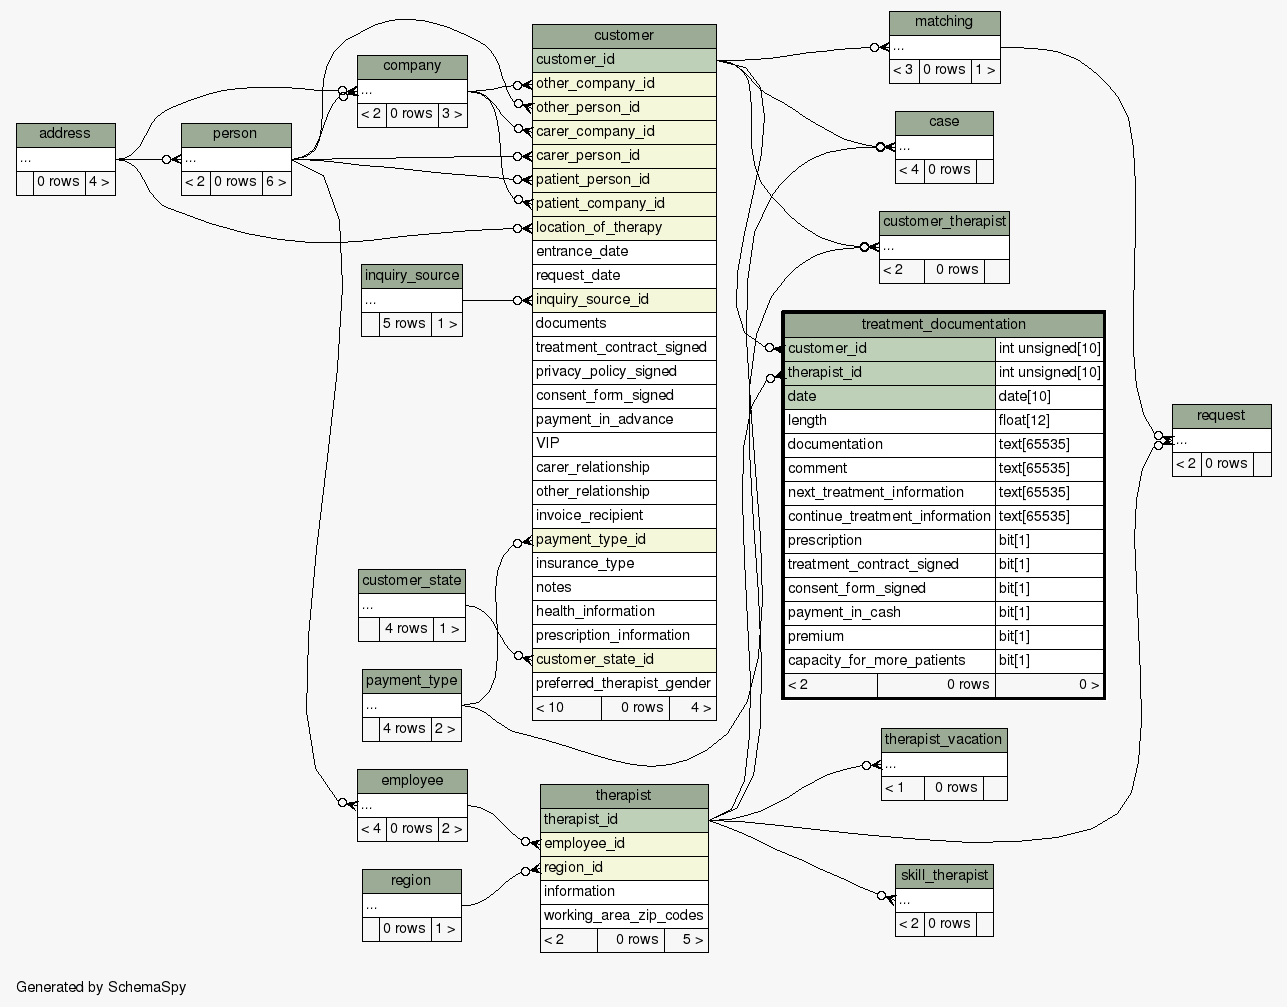 address
...
0 rows 4 >
person
...
< 2 0 rows 6 >
company
...
< 2 0 rows 3 >
inquiry_source
...
5 rows 1 >
customer_state
...
4 rows 1 >
payment_type
...
4 rows 2 >
employee
...
< 4 0 rows 2 >
region
...
0 rows 1 >
customer
customer_id
other_company_id
other_person_id
carer_company_id
carer_person_id
patient_person_id
patient_company_id
location_of_therapy
entrance_date
request_date
inquiry_source_id
documents
treatment_contract_signed
privacy_policy_signed
consent_form_signed
payment_in_advance
VIP
carer_relationship
other_relationship
invoice_recipient
payment_type_id
insurance_type
notes
health_information
prescription_information
customer_state_id
preferred_therapist_gender
< 10 0 rows 4 >
therapist
therapist_id
employee_id
region_id
information
working_area_zip_codes
< 2 0 rows 5 >
matching
...
< 3 0 rows 1 >
case
...
< 4 0 rows
customer_therapist
...
< 2 0 rows
treatment_documentation
customer_id int unsigned[10]
therapist_id int unsigned[10]
date date[10]
length float[12]
documentation text[65535]
comment text[65535]
next_treatment_information text[65535]
continue_treatment_information text[65535]
prescription bit[1]
treatment_contract_signed bit[1]
consent_form_signed bit[1]
payment_in_cash bit[1]
premium bit[1]
capacity_for_more_patients bit[1]
< 2 0 rows 0 >
therapist_vacation
...
< 1 0 rows
skill_therapist
...
< 2 0 rows
request
...
< 2 0 rows
Generated by SchemaSpy